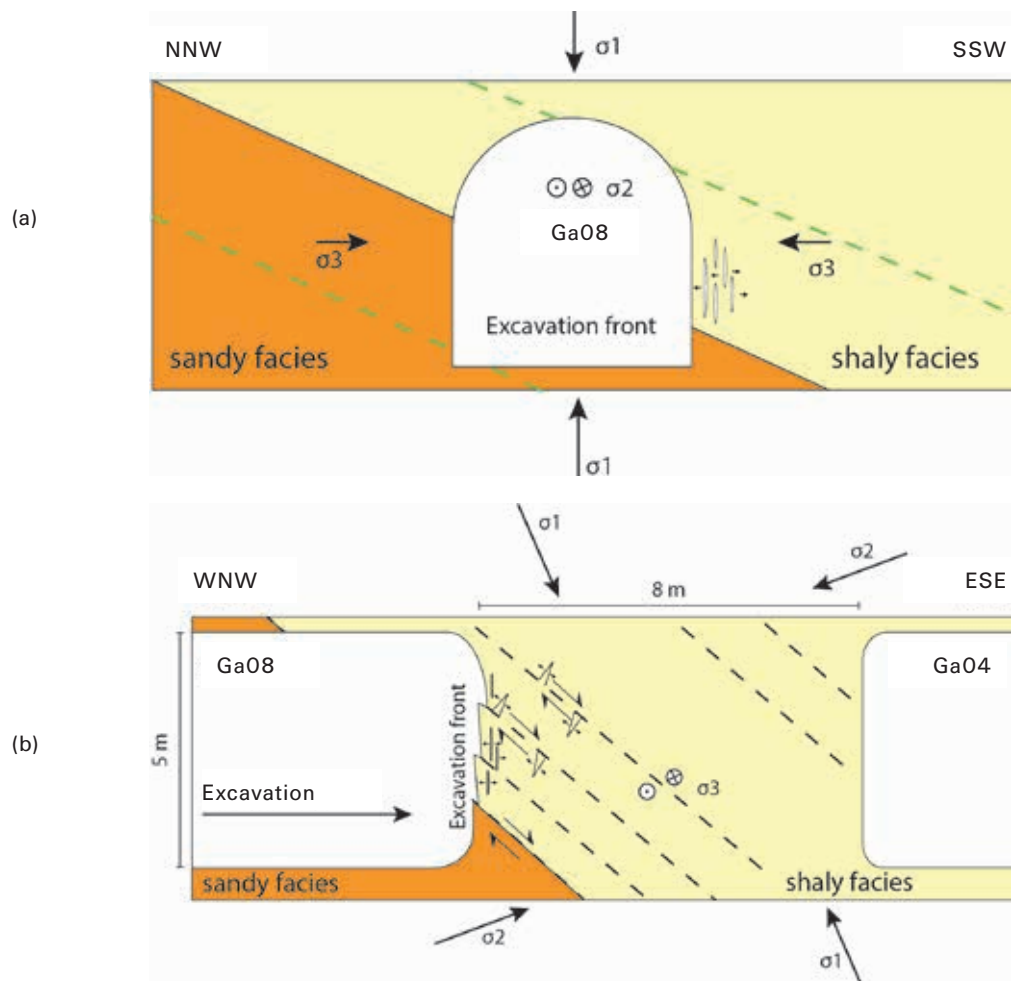 NNW
σ1
SSW
(a)
σ2
Ga08
σ3
σ3
Excavation front
sandy facies
shaly facies
σ1
σ1
σ2
WNW
ESE
8 m
Ga08
Ga04
(b)
5 m
Excavation front
σ3
Excavation
sandy facies
shaly facies
σ2
σ1